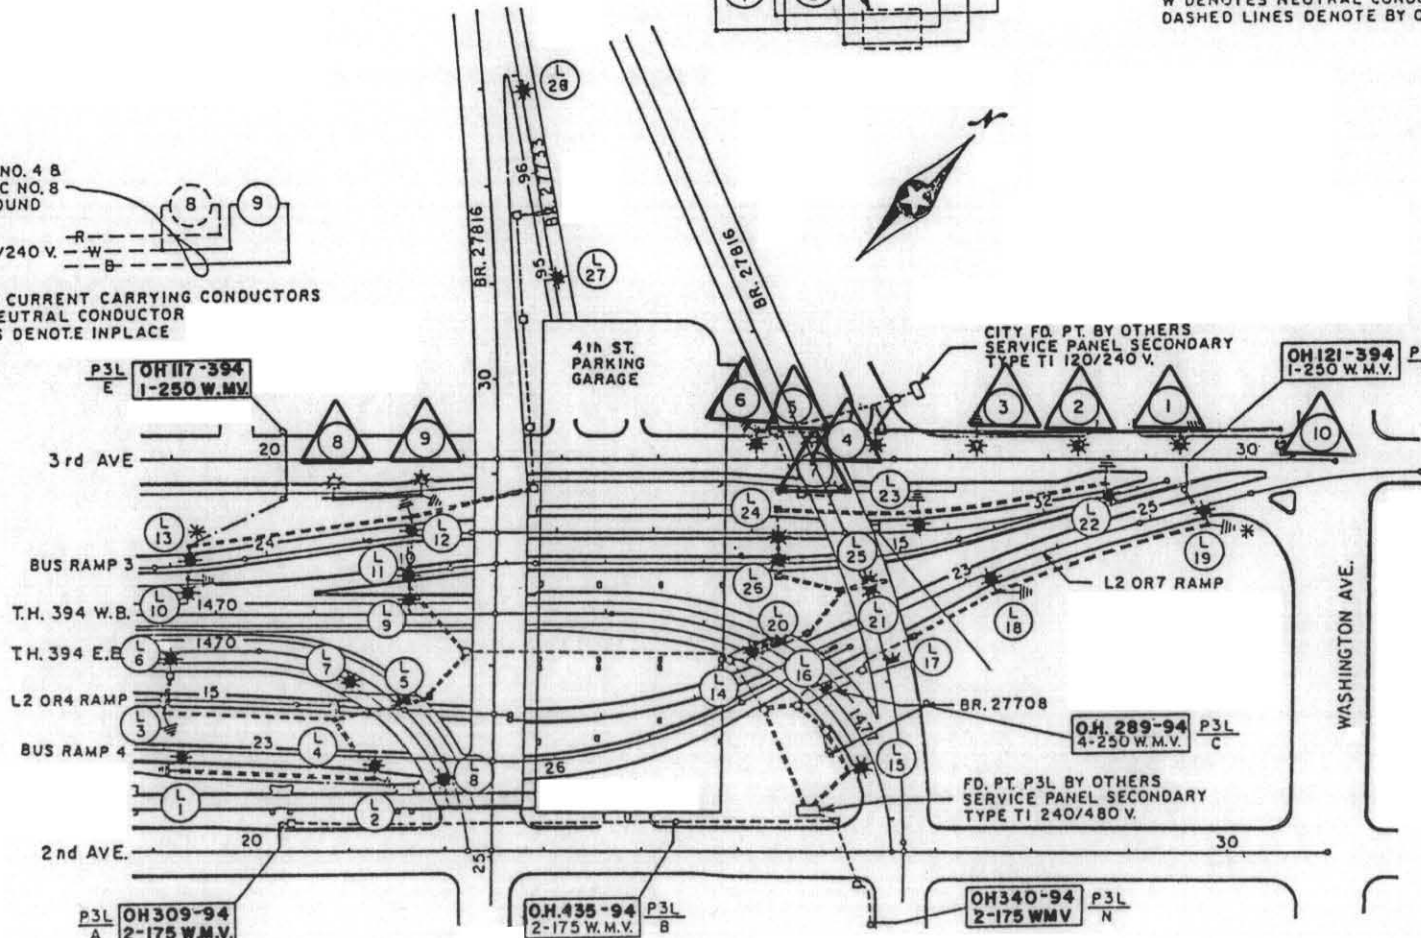 W DENOTES NEUTRAL
DASHED LINES DENOTE BY
L 28
BR. 27733
96
95
BR. 27816
L 27
BR. 27816
N
NO. 4 &
C NO. 8
OUND
8
9
R
/240 V.
W
B
CURRENT CARRYING CONDUCTORS
EUTRAL CONDUCTOR
S DENOTE INPLACE
4th ST.
PARKING
GARAGE
30
CITY FD. PT. BY OTHERS
SERVICE PANEL SECONDARY
TYPE T1 120/240 V.
OH121-394
1-250 W.M.V.
P
P3L
E
OH117-394
1-250 W.MV.
6
5
4
7
3
2
1
10
8
9
3rd AVE
20
30
L 23
L 24
32
L 22
25
L 13
L 12
24
L 25
15
L 19
BUS RAMP 3
L 11
L 26
23
L2 OR7 RAMP
L 10
1470
L 9
L 20
L 21
L 18
T.H. 394 W.B.
T.H. 394 E.B
1470
L 6
L 7
L 5
L 16
L 17
L2 OR4 RAMP
15
L 14
BR. 27708
L 3
8
147
BUS RAMP 4
23
L 4
L 8
26
L 15
O.H. 289-94
4-250 W.M.V.
P3L
C
L 1
L 2
FD. PT. P3L BY OTHERS
SERVICE PANEL SECONDARY
TYPE T1 240/480 V.
WASHINGTON AVE.
2nd AVE.
20
25
30
P3L
A
OH309-94
2-175 W.M.V.
O.H.435-94
2-175 W.M.V.
P3L
B
OH340-94
2-175 WMV
P3L
N